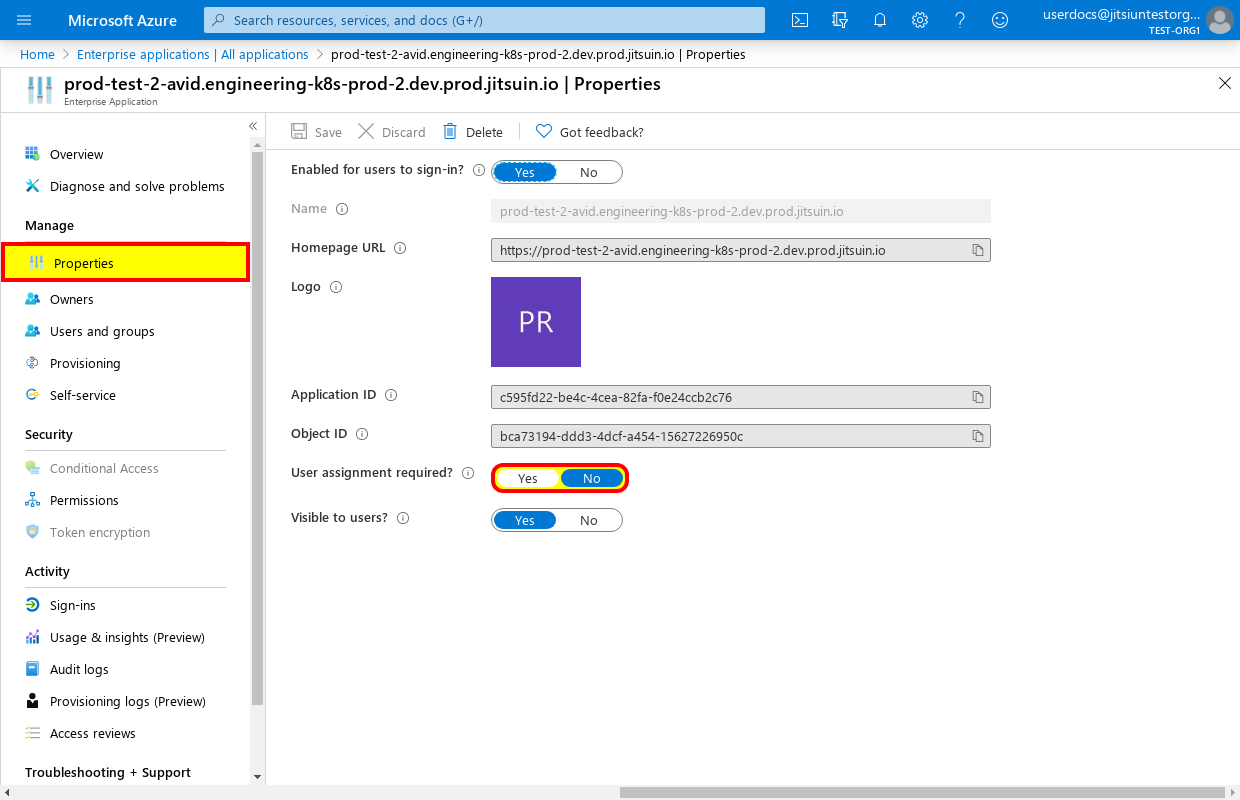 Microsoft Azure
Search resources, services, and docs (G+/)
userdocs@jitsiuntestorg...
TEST-ORG1
Home > Enterprise applications | All applications > prod-test-2-avid.engineering-k8s-prod-2.dev.prod.jitsuin.io | Properties
prod-test-2-avid.engineering-k8s-prod-2.dev.prod.jitsuin.io | Properties
Enterprise Application
Overview
Diagnose and solve problems
Manage
Properties
Owners
Users and groups
Provisioning
Self-service
Security
Conditional Access
Permissions
Token encryption
Activity
Sign-ins
Usage & insights (Preview)
Audit logs
Provisioning logs (Preview)
Access reviews
Troubleshooting + Support
Save Discard Delete Got feedback?
Enabled for users to sign-in? Yes No
Name prod-test-2-avid.engineering-k8s-prod-2.dev.prod.jitsuin.io
Homepage URL https://prod-test-2-avid.engineering-k8s-prod-2.dev.prod.jitsuin.io
Logo
PR
Application ID c595fd22-be4c-4cea-82fa-f0e24ccb2c76
Object ID bca73194-ddd3-4dcf-a454-15627226950c
User assignment required? Yes No
Visible to users? Yes No